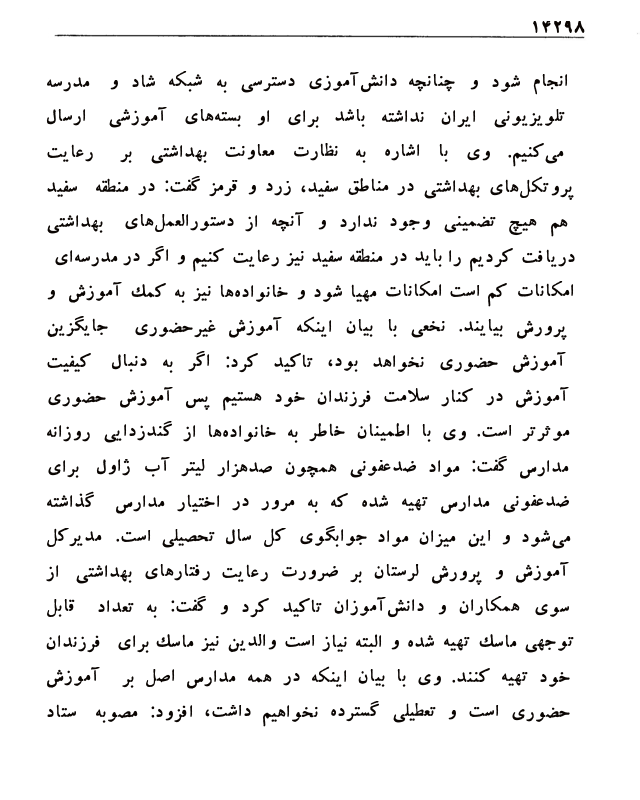 ۱۴۲۹۸
انجام شود و چنانچه دانش‌آموزی دسترسی به شبکه شاد و مدرسه
تلویزیونی ایران نداشته باشد برای او بسته‌های آموزشی ارسال
می‌کنیم. وی با اشاره به نظارت معاونت بهداشتی بر رعایت
پروتکل‌های بهداشتی در مناطق سفید، زرد و قرمز گفت: در منطقه سفید
هم هیچ تضمینی وجود ندارد و آنچه از دستورالعمل‌های بهداشتی
دریافت کردیم را باید در منطقه سفید نیز رعایت کنیم و اگر در مدرسه‌ای
امکانات کم است امکانات مهیا شود و خانواده‌ها نیز به کمك آموزش و
پرورش بیایند. نخعی با بیان اینکه آموزش غیرحضوری جایگزین
آموزش حضوری نخواهد بود، تاکید کرد: اگر به دنبال کیفیت
آموزش در کنار سلامت فرزندان خود هستیم پس آموزش حضوری
موثرتر است. وی با اطمینان خاطر به خانواده‌ها از گندزدایی روزانه
مدارس گفت: مواد ضدعفونی همچون صدهزار لیتر آب ژاول برای
ضدعفونی مدارس تهیه شده که به مرور در اختیار مدارس گذاشته
می‌شود و این میزان مواد جوابگوی کل سال تحصیلی است. مدیرکل
آموزش و پرورش لرستان بر ضرورت رعایت رفتارهای بهداشتی از
سوی همکاران و دانش‌آموزان تاکید کرد و گفت: به تعداد قابل
توجهی ماسك تهیه شده و البته نیاز است والدین نیز ماسك برای فرزندان
خود تهیه کنند. وی با بیان اینکه در همه مدارس اصل بر آموزش
حضوری است و تعطیلی گسترده نخواهیم داشت، افزود: مصوبه ستاد